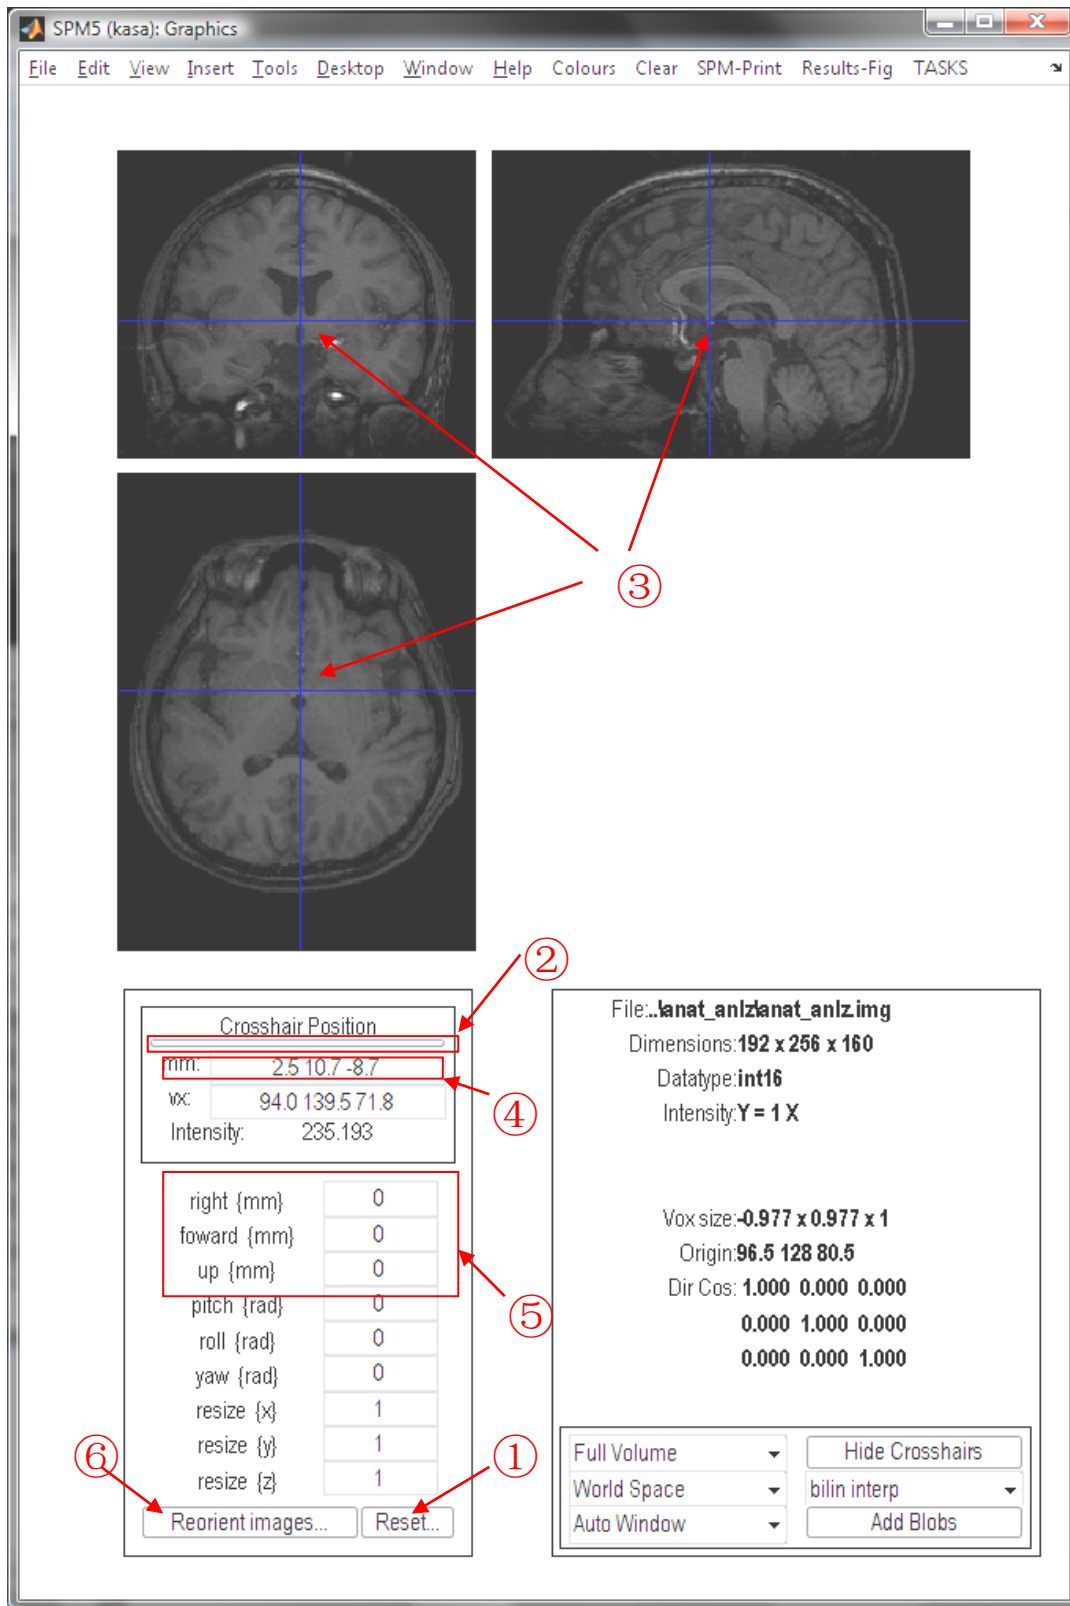 SPM5 (kasa): Graphics
File Edit View Insert Tools Desktop Window Help Colours Clear SPM-Print Results-Fig TASKS
③
②
Crosshair Position
mm: 2.5 10.7 -8.7
vx: 94.0 139.5 71.8
Intensity: 235.193
④
right {mm} 0
foward {mm} 0
up {mm} 0
pitch {rad} 0
roll {rad} 0
yaw {rad} 0
resize {x} 1
resize {y} 1
resize {z} 1
⑤
⑥
①
Reorient images... Reset...
File:..\anat_anlz\anat_anlz.img
Dimensions:192 x 256 x 160
Datatype:int16
Intensity:Y = 1 X
Vox size:-0.977 x 0.977 x 1
Origin:96.5 128 80.5
Dir Cos: 1.000 0.000 0.000
0.000 1.000 0.000
0.000 0.000 1.000
Full Volume Hide Crosshairs
World Space bilin interp
Auto Window Add Blobs